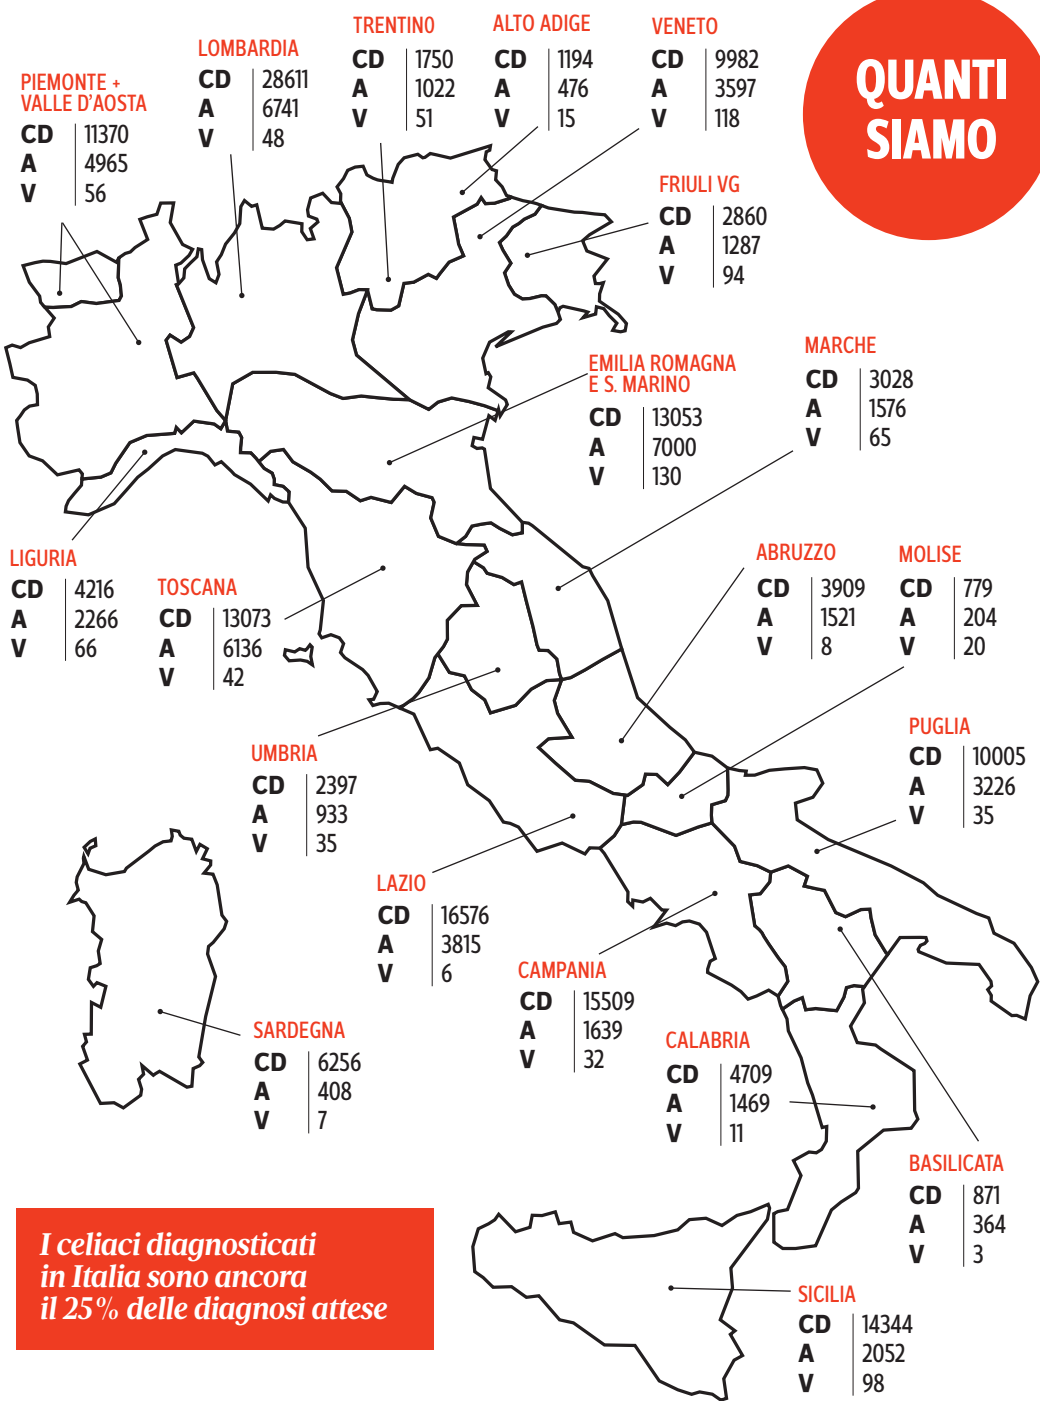 QUANTI
SIAMO
PIEMONTE +
VALLE D'AOSTA
CD 11370
A 4965
V 56
LOMBARDIA
CD 28611
A 6741
V 48
TRENTINO
CD 1750
A 1022
V 51
ALTO ADIGE
CD 1194
A 476
V 15
VENETO
CD 9982
A 3597
V 118
FRIULI VG
CD 2860
A 1287
V 94
EMILIA ROMAGNA
E S. MARINO
CD 13053
A 7000
V 130
MARCHE
CD 3028
A 1576
V 65
LIGURIA
CD 4216
A 2266
V 66
TOSCANA
CD 13073
A 6136
V 42
ABRUZZO
CD 3909
A 1521
V 8
MOLISE
CD 779
A 204
V 20
UMBRIA
CD 2397
A 933
V 35
PUGLIA
CD 10005
A 3226
V 35
LAZIO
CD 16576
A 3815
V 6
CAMPANIA
CD 15509
A 1639
V 32
SARDEGNA
CD 6256
A 408
V 7
CALABRIA
CD 4709
A 1469
V 11
BASILICATA
CD 871
A 364
V 3
SICILIA
CD 14344
A 2052
V 98
I celiaci diagnosticati
in Italia sono ancora
il 25% delle diagnosi attese